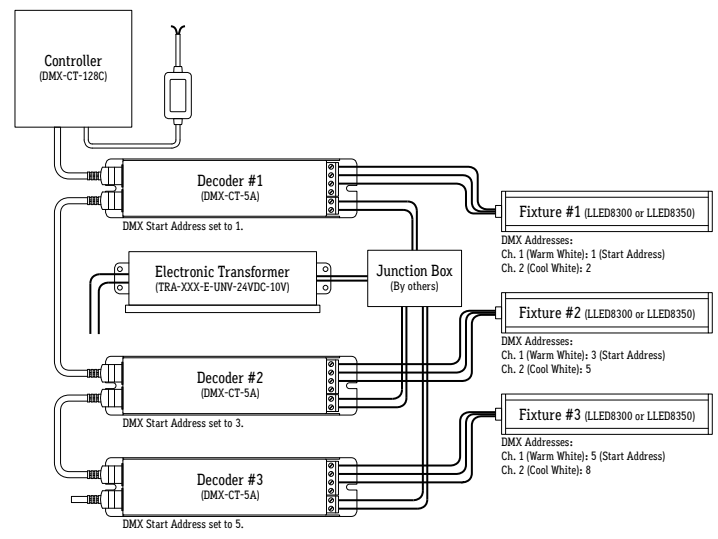 Controller
(DMX-CT-128C)
Decoder #1
(DMX-CT-5A)
DMX Start Address set to 1.
Fixture #1 (LLED8300 or LLED8350)
DMX Addresses:
Ch. 1 (Warm White): 1 (Start Address)
Ch. 2 (Cool White): 2
Electronic Transformer
(TRA-XXX-E-UNV-24VDC-10V)
Junction Box
(By others)
Fixture #2 (LLED8300 or LLED8350)
DMX Addresses:
Ch. 1 (Warm White): 3 (Start Address)
Ch. 2 (Cool White): 5
Decoder #2
(DMX-CT-5A)
DMX Start Address set to 3.
Fixture #3 (LLED8300 or LLED8350)
DMX Addresses:
Ch. 1 (Warm White): 5 (Start Address)
Ch. 2 (Cool White): 8
Decoder #3
(DMX-CT-5A)
DMX Start Address set to 5.